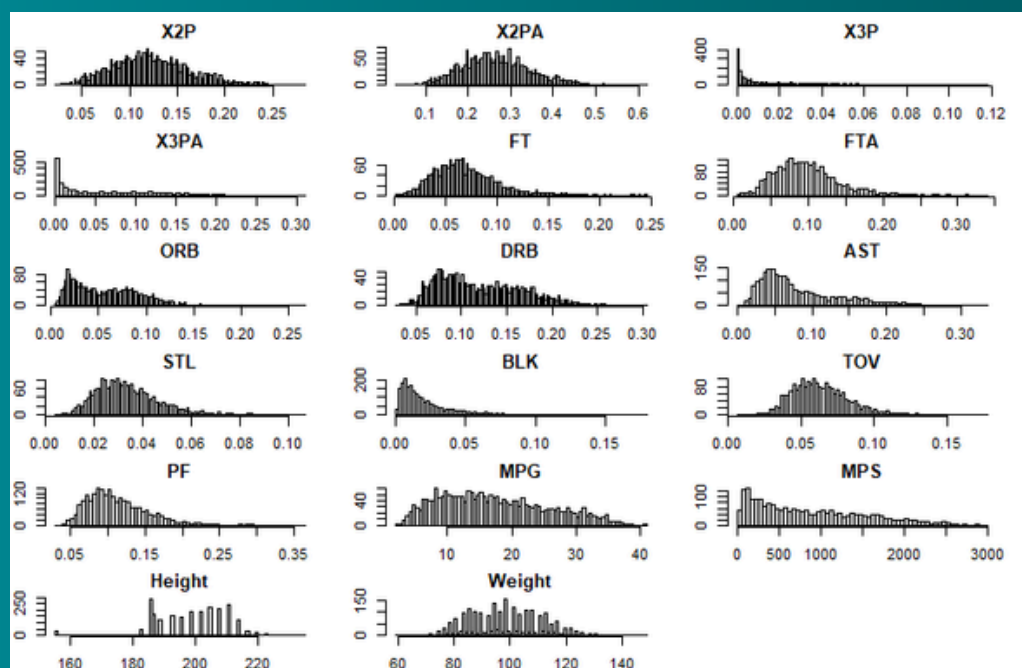 X2P X2PA X3P
0 40 0 50 0 400
0.05 0.10 0.15 0.20 0.25 0.1 0.2 0.3 0.4 0.5 0.6 0.00 0.02 0.04 0.06 0.08 0.10 0.12
X3PA FT FTA
0 500 0 60 0 80
0.00 0.05 0.10 0.15 0.20 0.25 0.30 0.00 0.05 0.10 0.15 0.20 0.25 0.00 0.10 0.20 0.30
ORB DRB AST
0 80 0 40 0 150
0.00 0.05 0.10 0.15 0.20 0.25 0.05 0.10 0.15 0.20 0.25 0.30 0.00 0.10 0.20 0.30
STL BLK TOV
0 60 0 200 0 80
0.00 0.02 0.04 0.06 0.08 0.10 0.00 0.05 0.10 0.15 0.00 0.05 0.10 0.15
PF MPG MPS
0 120 0 40 0 100
0.05 0.15 0.25 0.35 10 20 30 40 0 500 1000 2000 3000
Height Weight
0 250 0 150
160 180 200 220 60 80 100 120 140